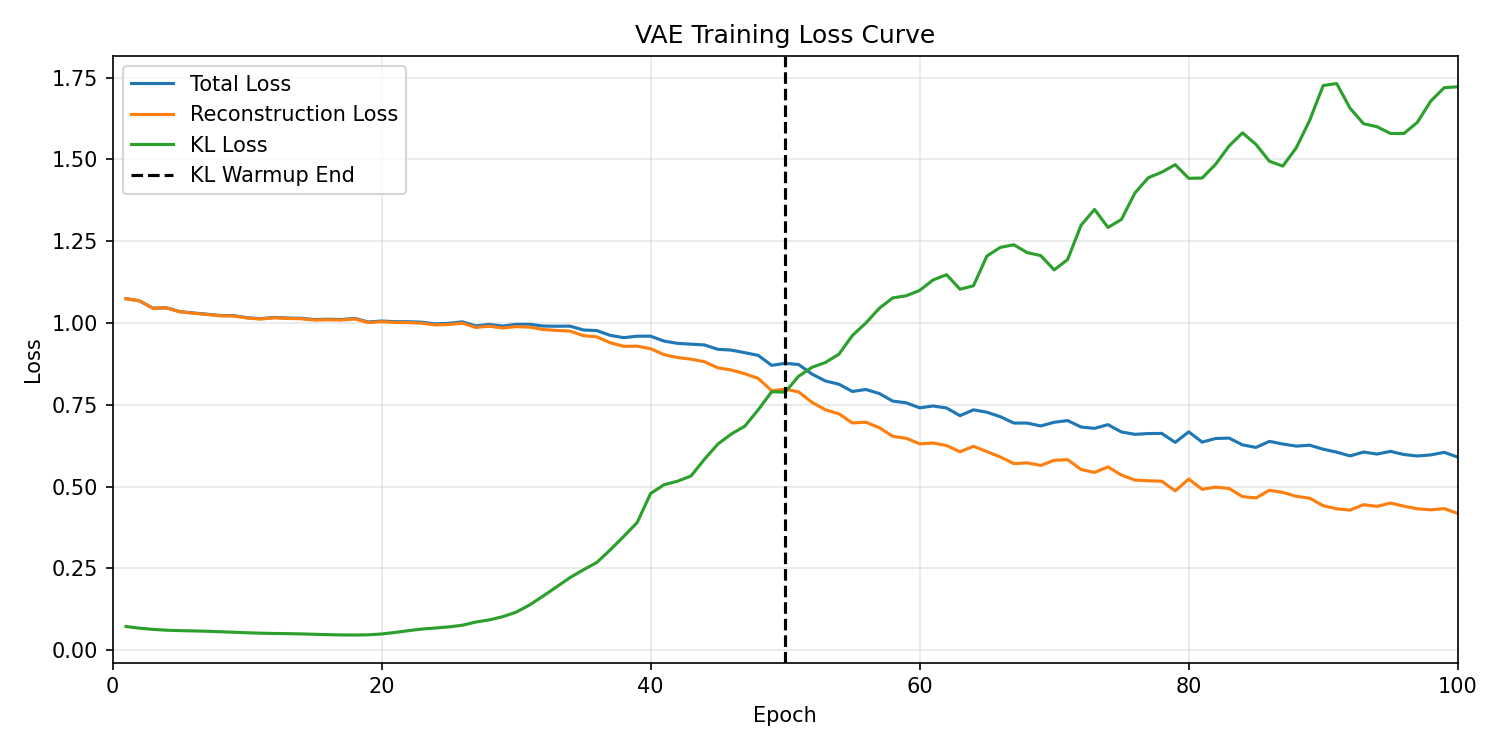 VAE Training Loss Curve
Total Loss
Reconstruction Loss
KL Loss
KL Warmup End
Loss
1.75
1.50
1.25
1.00
0.75
0.50
0.25
0.00
0 20 40 60 80 100
Epoch